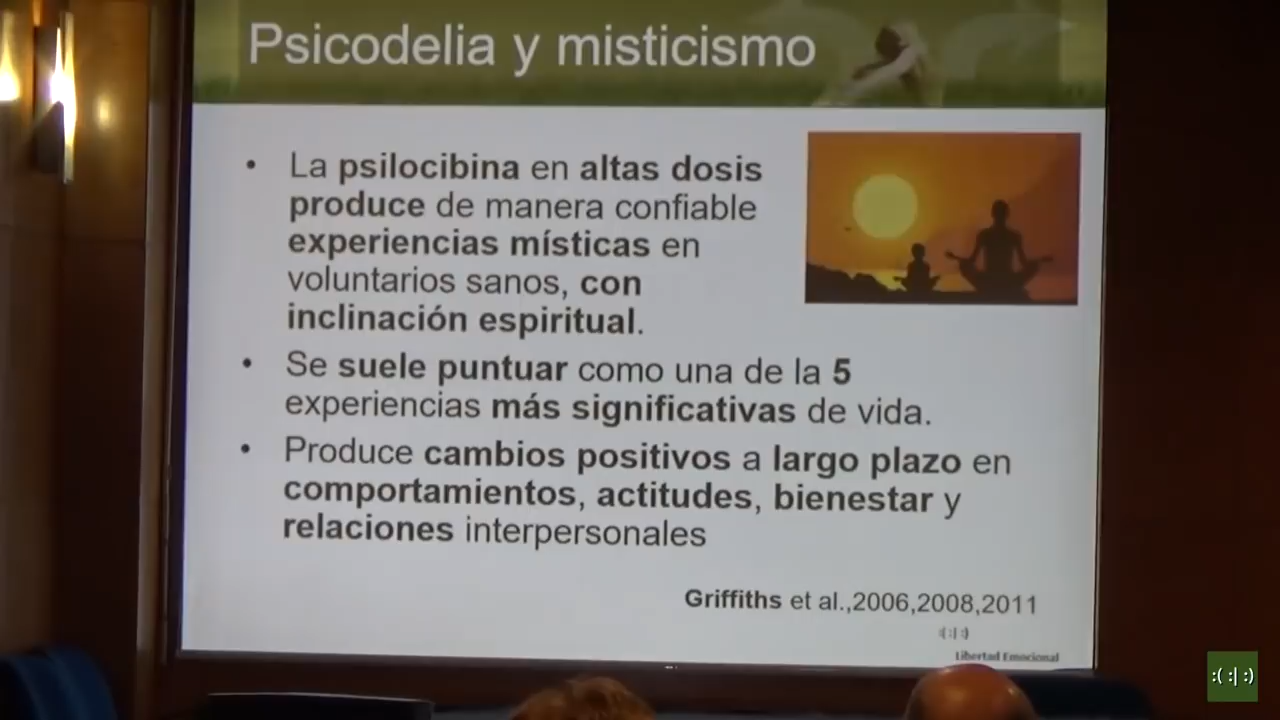 Psicodelia y misticismo
• La psilocibina en altas dosis
produce de manera confiable
experiencias místicas en
voluntarios sanos, con
inclinación espiritual.
• Se suele puntuar como una de la 5
experiencias más significativas de vida.
• Produce cambios positivos a largo plazo en
comportamientos, actitudes, bienestar y
relaciones interpersonales
Griffiths et al.,2006,2008,2011
:( :| :)
Libertad Emocional
:( :| :)